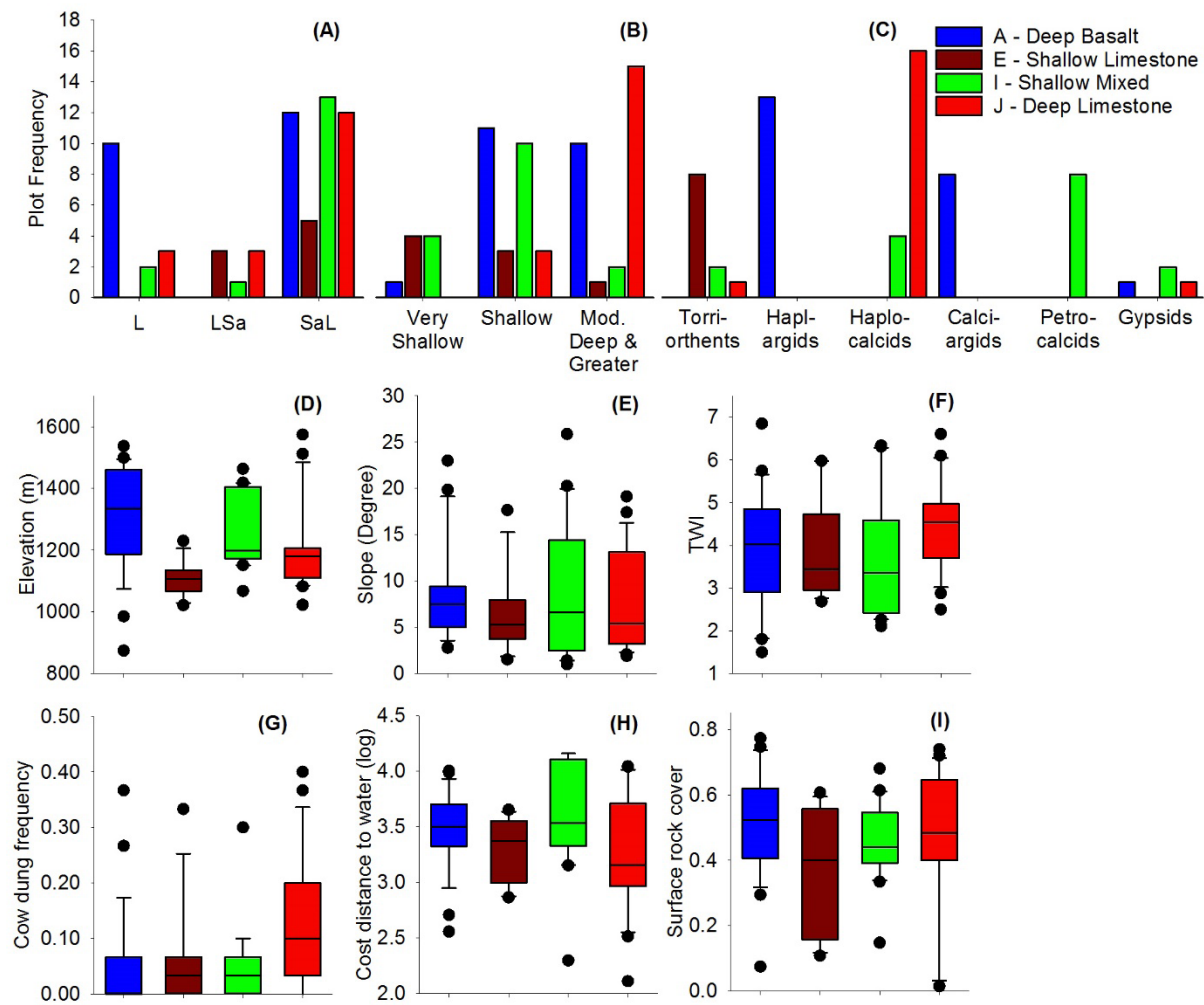 18
16
14
12
10
8
6
4
2
0
Plot Frequency
(A)
(B)
(C)
A - Deep Basalt
E - Shallow Limestone
I - Shallow Mixed
J - Deep Limestone
L
LSa
SaL
Very
Shallow
Shallow
Mod.
Deep &
Greater
Torri-
orthents
Hapl-
argids
Haplo-
calcids
Calci-
argids
Petro-
calcids
Gypsids
(D)
1600
1400
1200
1000
800
Elevation (m)
(E)
30
25
20
15
10
5
0
Slope (Degree)
(F)
7
6
5
4
3
2
1
TWI
(G)
0.50
0.40
0.30
0.20
0.10
0.00
Cow dung frequency
(H)
4.5
4.0
3.5
3.0
2.5
2.0
Cost distance to water (log)
(I)
0.8
0.6
0.4
0.2
0.0
Surface rock cover